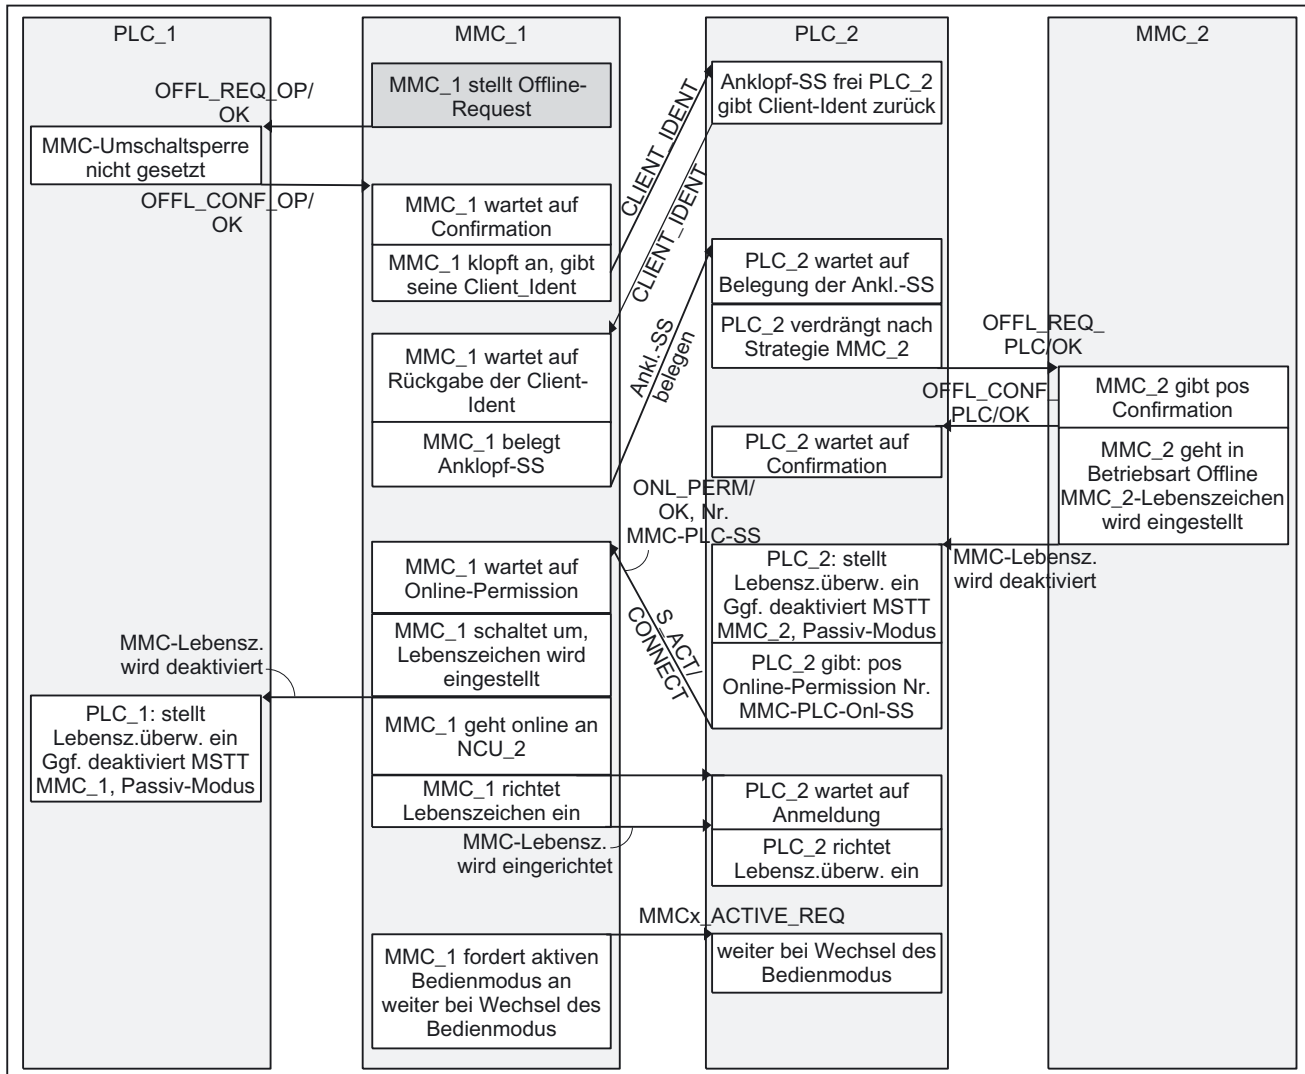 PLC_1
MMC_1
PLC_2
MMC_2
MMC_1 stellt Offline-
Request
OFFL_REQ_OP/
OK
MMC-Umschaltsperre
nicht gesetzt
OFFL_CONF_OP/
OK
MMC_1 wartet auf
Confirmation
MMC_1 klopft an, gibt
seine Client_Ident
CLIENT_IDENT
Anklopf-SS frei PLC_2
gibt Client-Ident zurück
CLIENT_IDENT
MMC_1 wartet auf
Rückgabe der Client-
Ident
MMC_1 belegt
Anklopf-SS
Ankl.-SS
belegen
PLC_2 wartet auf
Belegung der Ankl.-SS
PLC_2 verdrängt nach
Strategie MMC_2
OFFL_REQ_
PLC/OK
MMC_2 gibt pos
Confirmation
OFFL_CONF_
PLC/OK
PLC_2 wartet auf
Confirmation
MMC_2 geht in
Betriebsart Offline
MMC_2-Lebenszeichen
wird eingestellt
MMC-Lebensz.
wird deaktiviert
PLC_2: stellt
Lebensz.überw. ein
Ggf. deaktiviert MSTT
MMC_2, Passiv-Modus
PLC_2 gibt: pos
Online-Permission Nr.
MMC-PLC-Onl-SS
ONL_PERM/
OK, Nr.
MMC-PLC-SS
S_ACT/
CONNECT
MMC_1 wartet auf
Online-Permission
MMC_1 schaltet um,
Lebenszeichen wird
eingestellt
MMC-Lebensz.
wird deaktiviert
PLC_1: stellt
Lebensz.überw. ein
Ggf. deaktiviert MSTT
MMC_1, Passiv-Modus
MMC_1 geht online an
NCU_2
MMC_1 richtet
Lebenszeichen ein
MMC-Lebensz.
wird eingerichtet
PLC_2 wartet auf
Anmeldung
PLC_2 richtet
Lebensz.überw. ein
MMCx_ACTIVE_REQ
MMC_1 fordert aktiven
Bedienmodus an
weiter bei Wechsel des
Bedienmodus
weiter bei Wechsel des
Bedienmodus